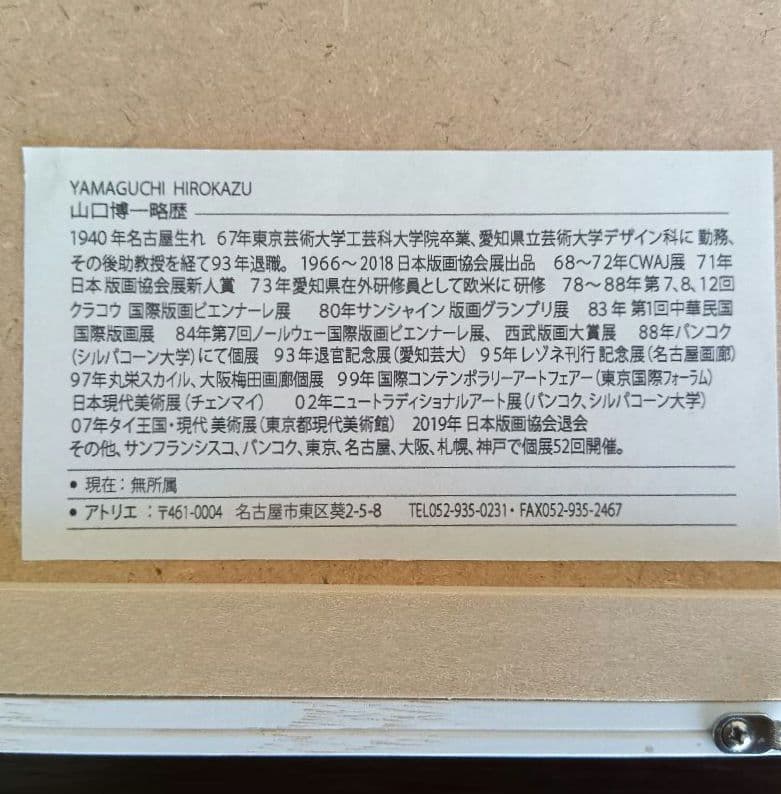 YAMAGUCHI HIROKAZU
山口博一略歴
1940年名古屋生れ 67年東京芸術大学工芸科大学院卒業、愛知県立芸術大学デザイン科に勤務、
その後助教授を経て93年退職。 1966～2018日本版画協会展出品 68～72年CWAJ展 71年
日本版画協会展新人賞 73年愛知県在外研修員として欧米に研修 78～88年第7、8、12回
クラコウ国際版画ビエンナーレ展 80年サンシャイン版画グランプリ展 83年第1回中華民国
国際版画展 84年第7回ノールウェー国際版画ビエンナーレ展、西武版画大賞展 88年バンコク
(シルパコーン大学)にて個展 93年退官記念展(愛知芸大) 95年レゾネ刊行記念展(名古屋画廊)
97年丸栄スカイル、大阪梅田画廊個展 99年国際コンテンポラリーアートフェアー(東京国際フォーラム)
日本現代美術展(チェンマイ) 02年ニュートラディショナルアート展(バンコク、シルパコーン大学)
07年タイ王国・現代美術展(東京都現代美術館) 2019年日本版画協会退会
その他、サンフランシスコ、バンコク、東京、名古屋、大阪、札幌、神戸で個展52回開催。
• 現在：無所属
• アトリエ：〒461-0004 名古屋市東区葵2-5-8 TEL052-935-0231・FAX052-935-2467